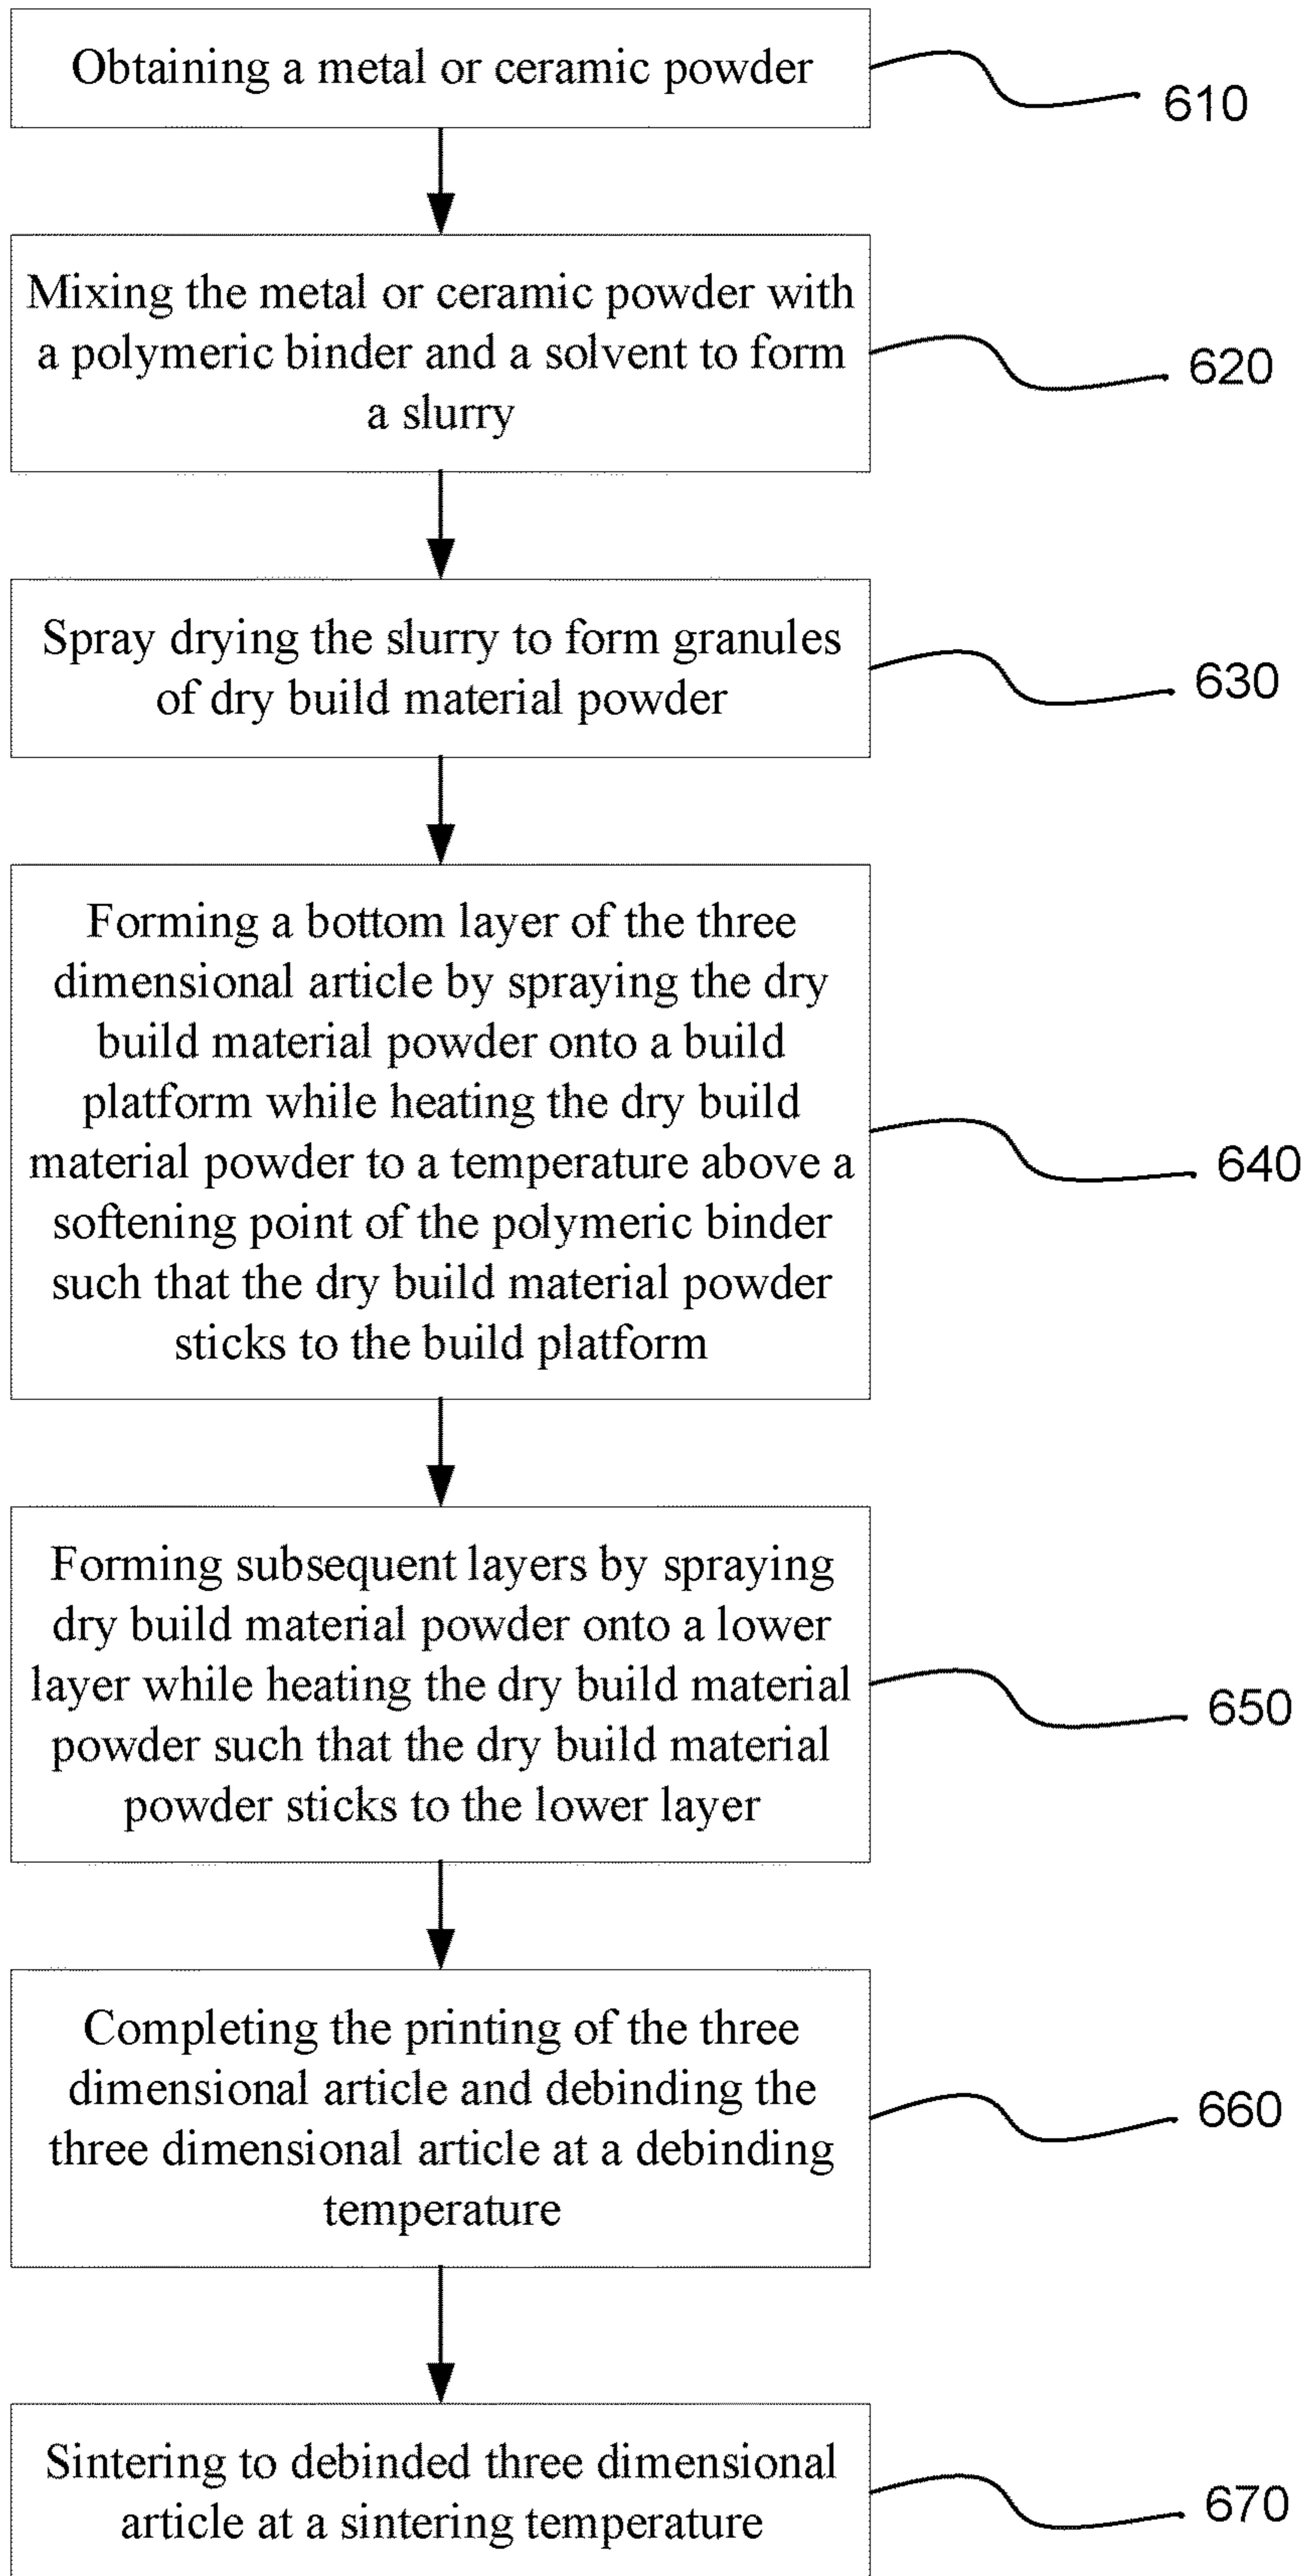 Obtaining a metal or ceramic powder
610
Mixing the metal or ceramic powder with
a polymeric binder and a solvent to form
a slurry
620
Spray drying the slurry to form granules
of dry build material powder
630
Forming a bottom layer of the three
dimensional article by spraying the dry
build material powder onto a build
platform while heating the dry build
material powder to a temperature above a
softening point of the polymeric binder
such that the dry build material powder
sticks to the build platform
640
Forming subsequent layers by spraying
dry build material powder onto a lower
layer while heating the dry build material
powder such that the dry build material
powder sticks to the lower layer
650
Completing the printing of the three
dimensional article and debinding the
three dimensional article at a debinding
temperature
660
Sintering to debinded three dimensional
article at a sintering temperature
670